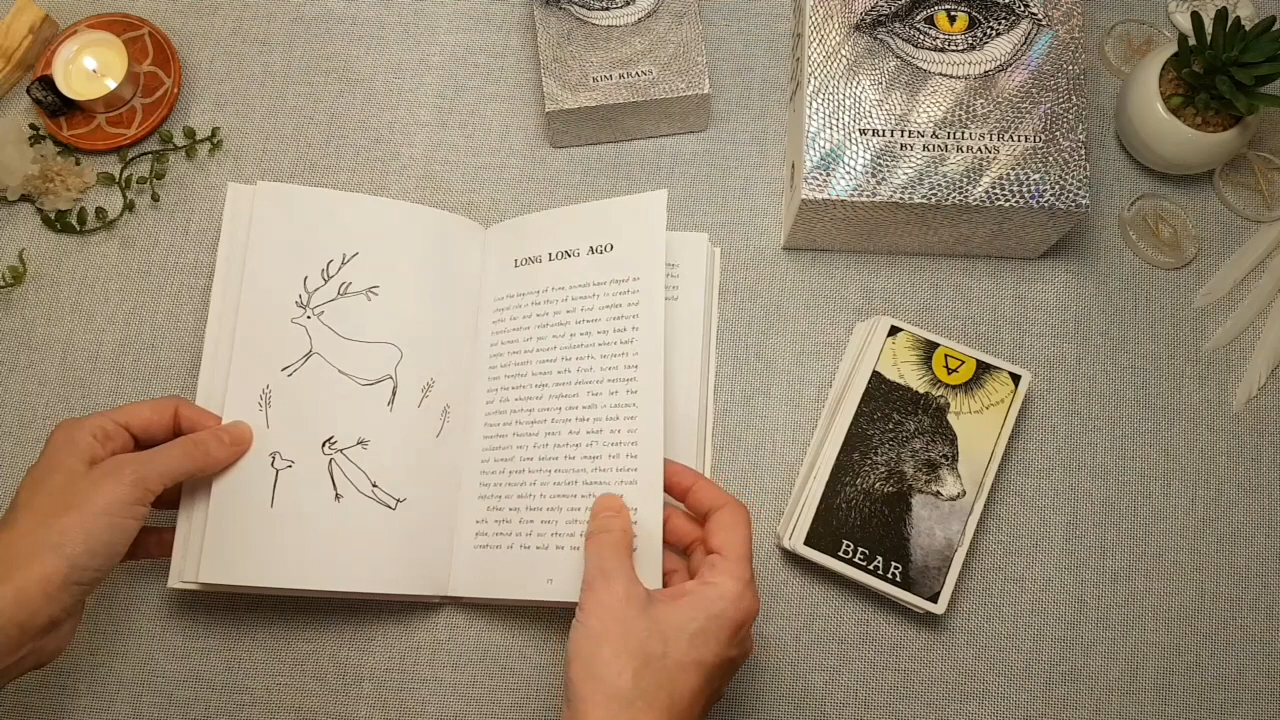 KIM KRANS
WRITTEN & ILLUSTRATED
BY KIM KRANS
LONG LONG AGO
Since the beginning of time, animals have played an
integral role in the story of humanity. In creation
myths far and wide you will find complex and
transformative relationships between creatures
and humans. Let your mind go way, way back to
simpler times and ancient civilizations where half-
man half-beasts roamed the earth, serpents in
trees tempted humans with fruit, sirens sang
along the water's edge, ravens delivered messages,
and fish whispered prophecies. Then let the
countless paintings covering cave walls in Lascaux,
France and throughout Europe take you back over
seventeen thousand years. And what are our
civilization's very first paintings of? Creatures
and humans! Some believe the images tell the
stories of great hunting excursions, others believe
they are records of our earliest shamanic rituals
depicting our ability to commune with
Either way, these early cave
with myths from every culture
globe, remind us of our eternal
creatures of the wild. We see
17
magic
this
BEAR